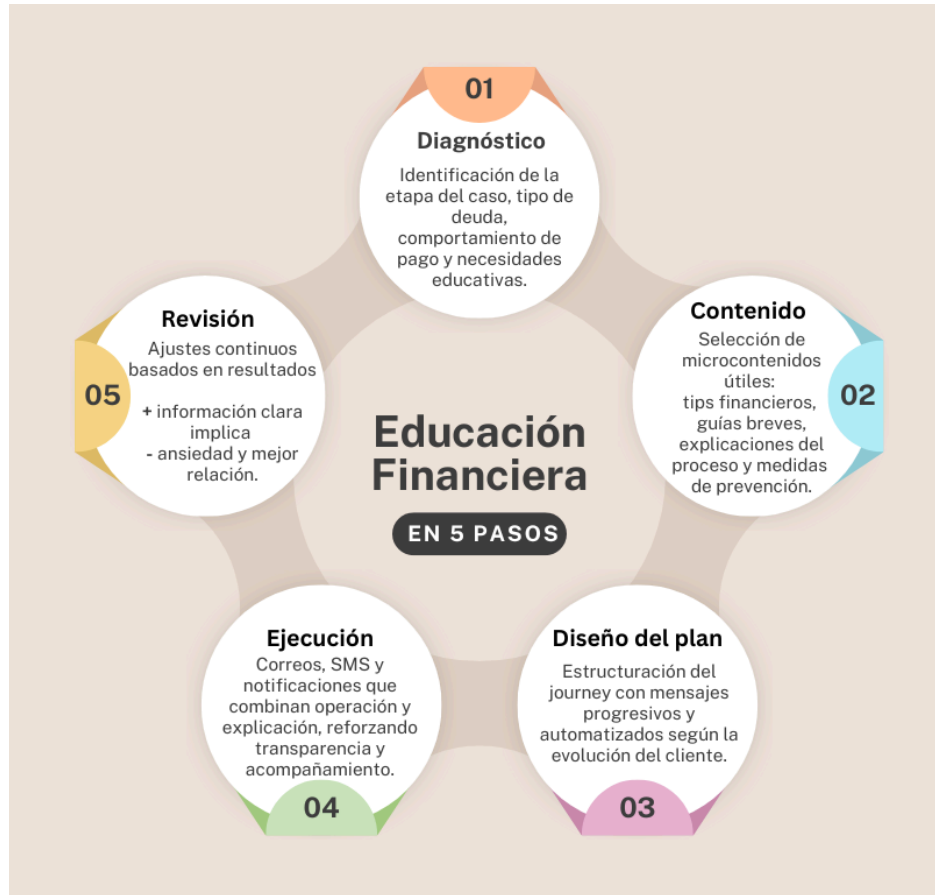 01
Diagnóstico
Identificación de la
etapa del caso, tipo de
deuda,
comportamiento de
pago y necesidades
educativas.
Contenido
Selección de
microcontenidos
útiles:
tips financieros,
guías breves,
explicaciones del
proceso y medidas
de prevención.
02
Diseño del plan
Estructuración del
journey con mensajes
progresivos y
automatizados según la
evolución del cliente.
03
Ejecución
Correos, SMS y
notificaciones que
combinan operación y
explicación, reforzando
transparencia y
acompañamiento.
04
Revisión
Ajustes continuos
basados en resultados
+ información clara
implica
- ansiedad y mejor
relación.
05
Educación
Financiera
EN 5 PASOS